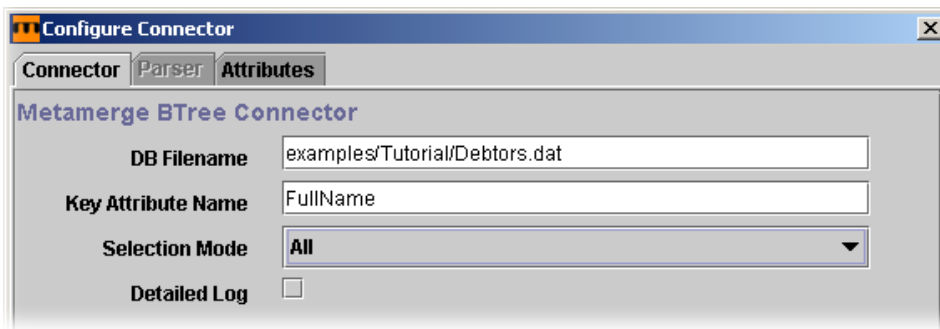 Configure Connector
Connector Parser Attributes
Metamerge BTree Connector
DB Filename examples/Tutorial/Debtors.dat
Key Attribute Name FullName
Selection Mode All
Detailed Log